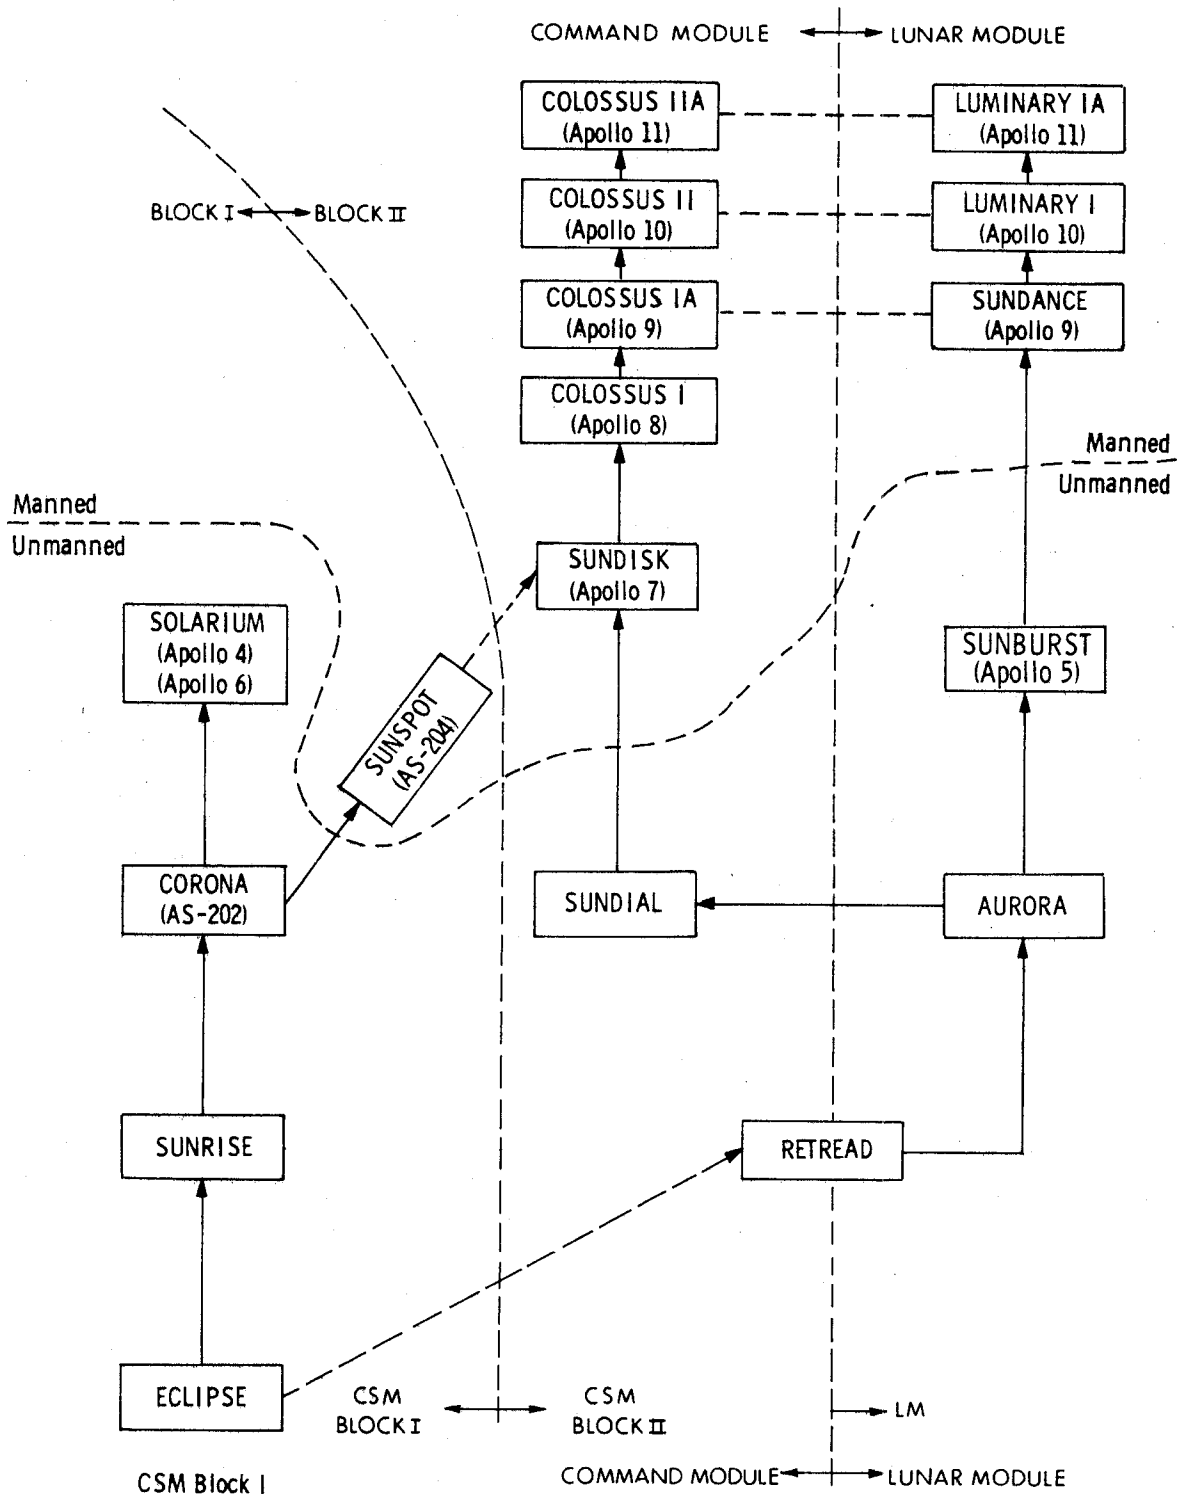 COMMAND MODULE
LUNAR MODULE
COLOSSUS IIA
(Apollo 11)
LUMINARY IA
(Apollo 11)
BLOCK I
BLOCK II
COLOSSUS II
(Apollo 10)
LUMINARY I
(Apollo 10)
COLOSSUS IA
(Apollo 9)
SUNDANCE
(Apollo 9)
COLOSSUS I
(Apollo 8)
Manned
Unmanned
Manned
Unmanned
SUNDISK
(Apollo 7)
SOLARIUM
(Apollo 4)
(Apollo 6)
SUNBURST
(Apollo 5)
SUNSPOT
(AS-204)
CORONA
(AS-202)
SUNDIAL
AURORA
SUNRISE
RETREAD
ECLIPSE
CSM
BLOCK I
CSM
BLOCK II
LM
CSM Block I
COMMAND MODULE
LUNAR MODULE